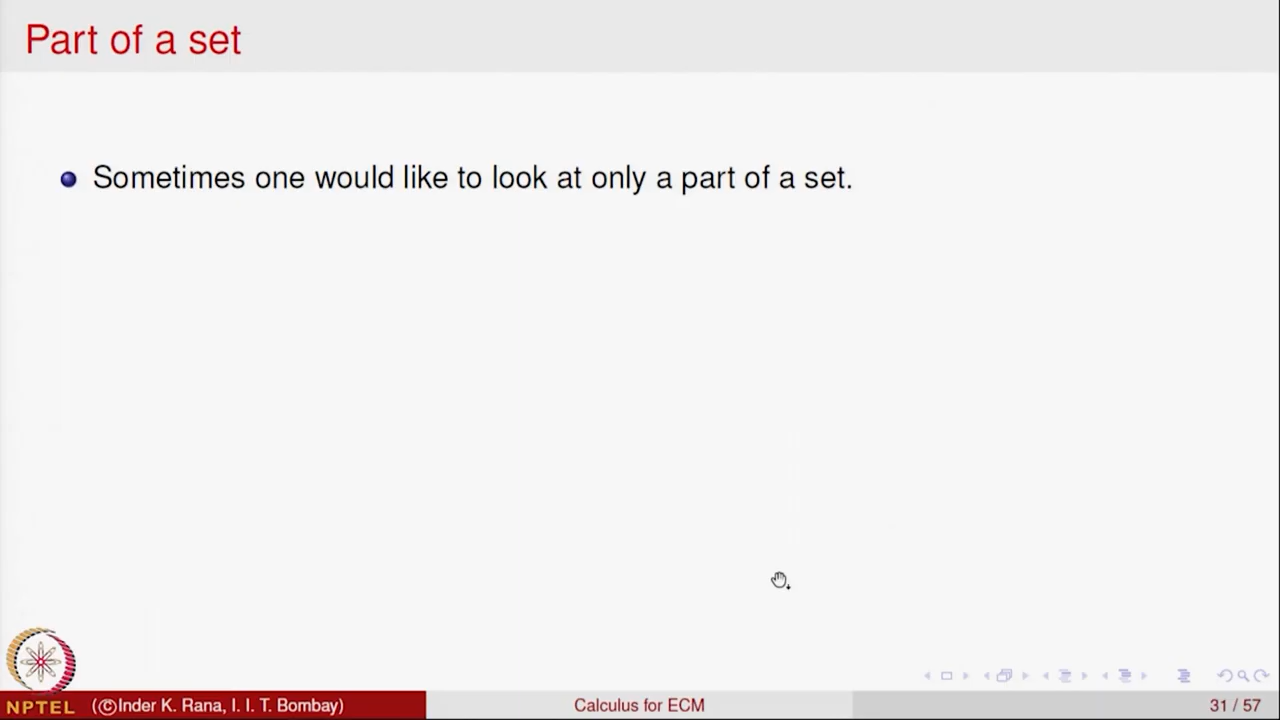 Part of a set
Sometimes one would like to look at only a part of a set.
NPTEL
(©Inder K. Rana, I. I. T. Bombay)
Calculus for ECM
31 / 57